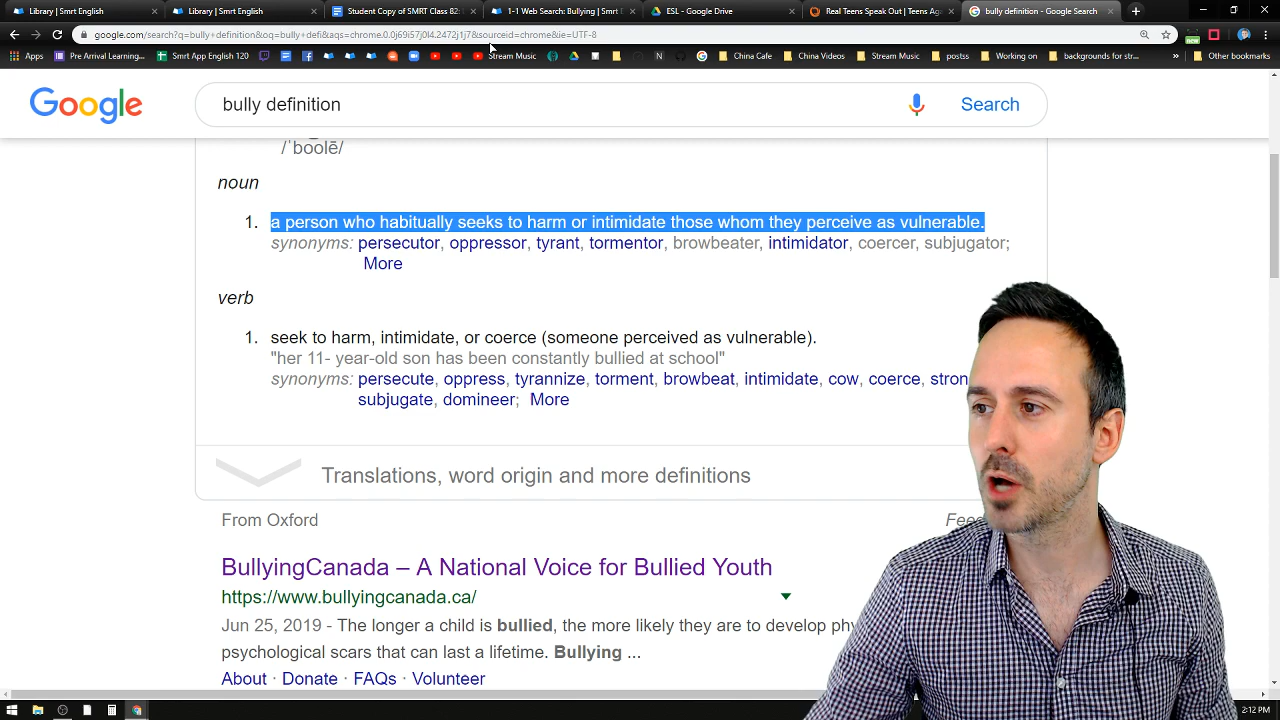 Library | Smrt English
Library | Smrt English
Student Copy of SMRT Class 82:
1-1 Web Search: Bullying | Smrt
ESL - Google Drive
Real Teens Speak Out | Teens A
bully definition - Google Search
google.com/search?q=bully+definition&oq=bully+defi&aqs=chrome.0.0j69i57j0l4.2472j1j7&sourceid=chrome&ie=UTF-8
Apps
Pre Arrival Learning...
Smrt App English 120
Stream Music
China Cafe
China Videos
Stream Music
postss
Working on
backgrounds for str...
»
Other bookmarks
Google
bully definition
Search
/ˈbo͝olē/
noun
1. a person who habitually seeks to harm or intimidate those whom they perceive as vulnerable.
synonyms: persecutor, oppressor, tyrant, tormentor, browbeater, intimidator, coercer, subjugator;
More
verb
1. seek to harm, intimidate, or coerce (someone perceived as vulnerable).
"her 11- year-old son has been constantly bullied at school"
synonyms: persecute, oppress, tyrannize, torment, browbeat, intimidate, cow, coerce, stron
subjugate, domineer; More
Translations, word origin and more definitions
From Oxford
Fee
BullyingCanada – A National Voice for Bullied Youth
https://www.bullyingcanada.ca/
Jun 25, 2019 - The longer a child is bullied, the more likely they are to develop phy
psychological scars that can last a lifetime. Bullying ...
About · Donate · FAQs · Volunteer
2:12 PM